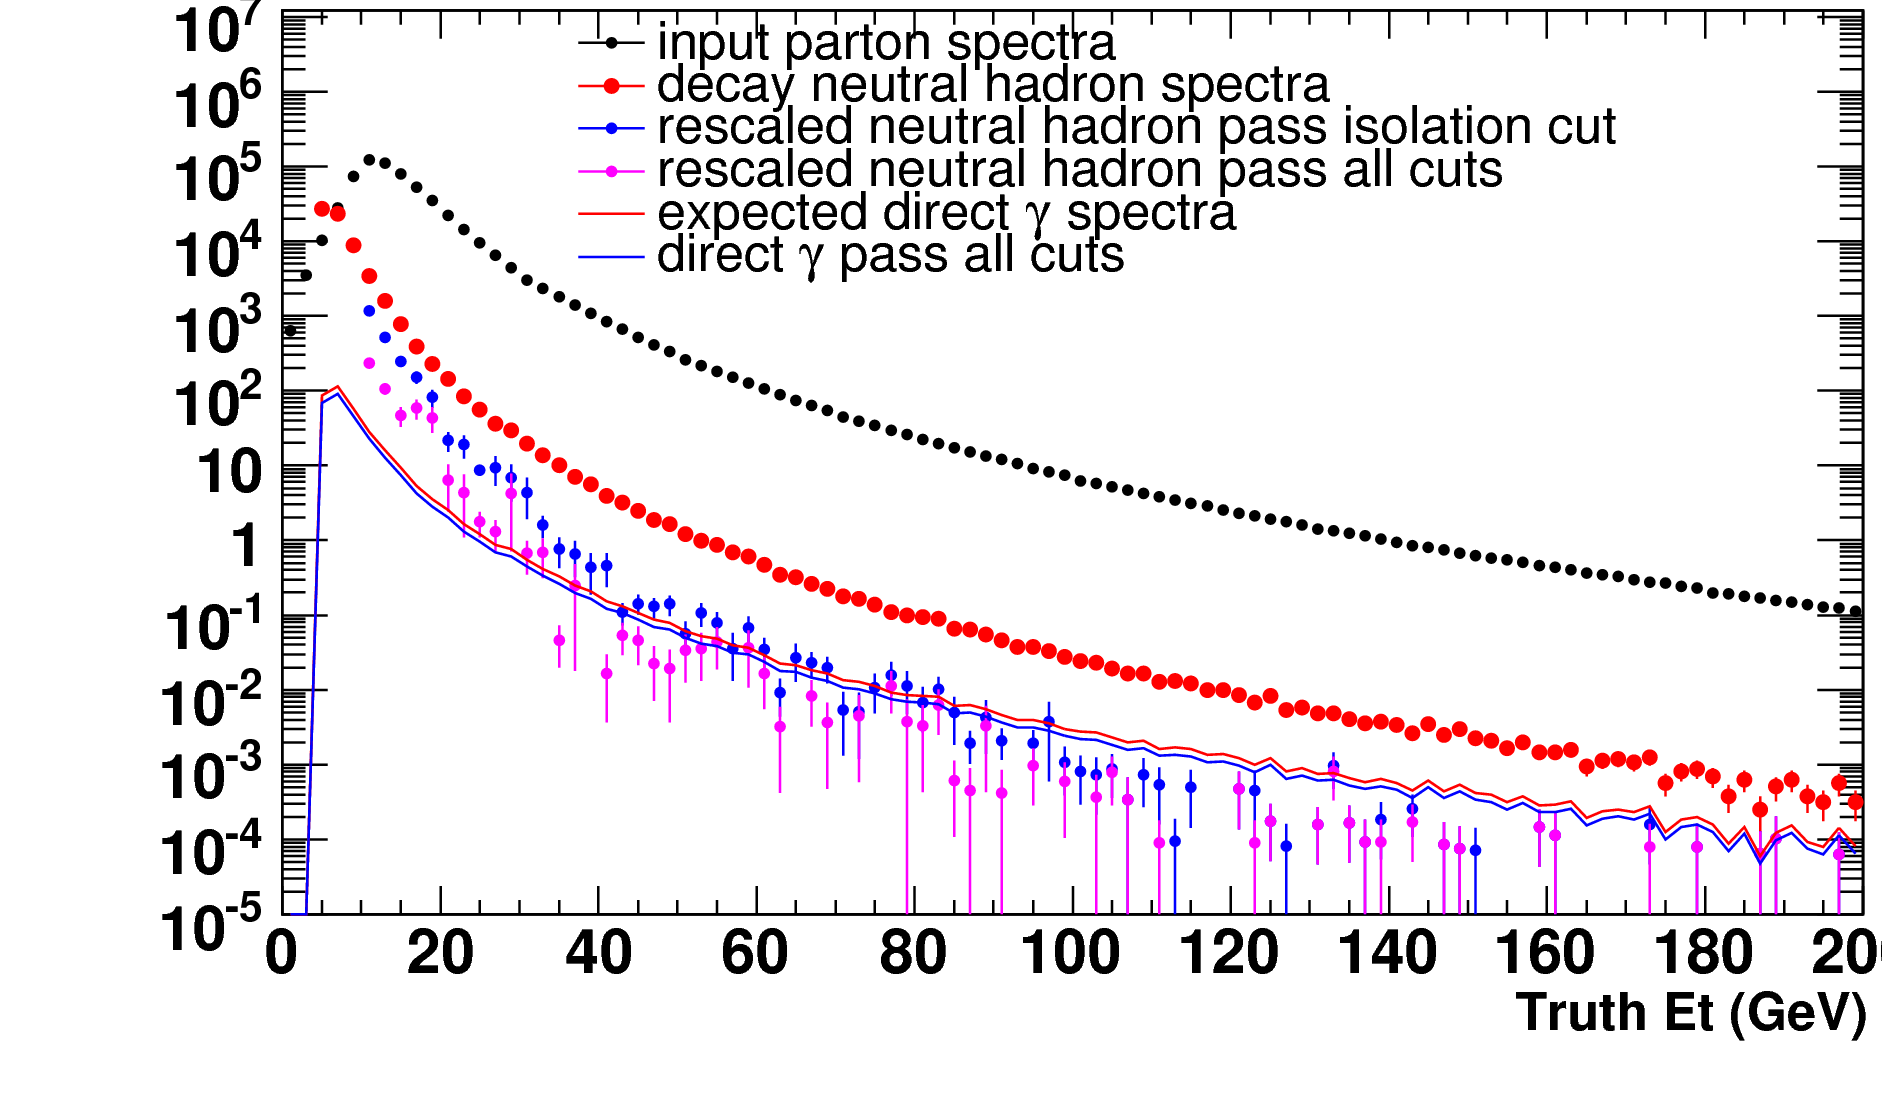 10^7
10^6
10^5
10^4
10^3
10^2
10
1
10^-1
10^-2
10^-3
10^-4
10^-5
input parton spectra
decay neutral hadron spectra
rescaled neutral hadron pass isolation cut
rescaled neutral hadron pass all cuts
expected direct γ spectra
direct γ pass all cuts
0 20 40 60 80 100 120 140 160 180 20
Truth Et (GeV)